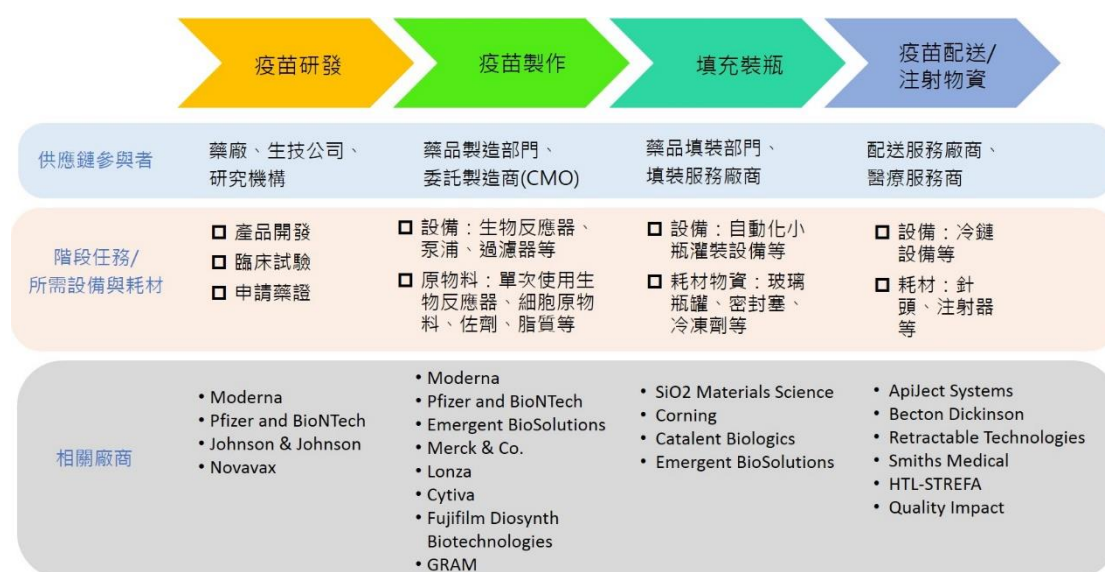 疫苗研發
疫苗製作
填充裝瓶
疫苗配送/
注射物資
供應鏈參與者
藥廠、生技公司、
研究機構
藥品製造部門、
委託製造商(CMO)
藥品填裝部門、
填裝服務廠商
配送服務廠商、
醫療服務商
階段任務/
所需設備與耗材
產品開發
臨床試驗
申請藥證
設備：生物反應器、
泵浦、過濾器等
原物料：單次使用生
物反應器、細胞原物
料、佐劑、脂質等
設備：自動化小
瓶灌裝設備等
耗材物資：玻璃
瓶罐、密封塞、
冷凍劑等
設備：冷鏈
設備等
耗材：針
頭、注射器
等
相關廠商
• Moderna
• Pfizer and BioNTech
• Johnson & Johnson
• Novavax
• Moderna
• Pfizer and BioNTech
• Emergent BioSolutions
• Merck & Co.
• Lonza
• Cytiva
• Fujifilm Diosynth
Biotechnologies
• GRAM
• SiO2 Materials Science
• Corning
• Catalent Biologics
• Emergent BioSolutions
• ApiJect Systems
• Becton Dickinson
• Retractable Technologies
• Smiths Medical
• HTL-STREFA
• Quality Impact